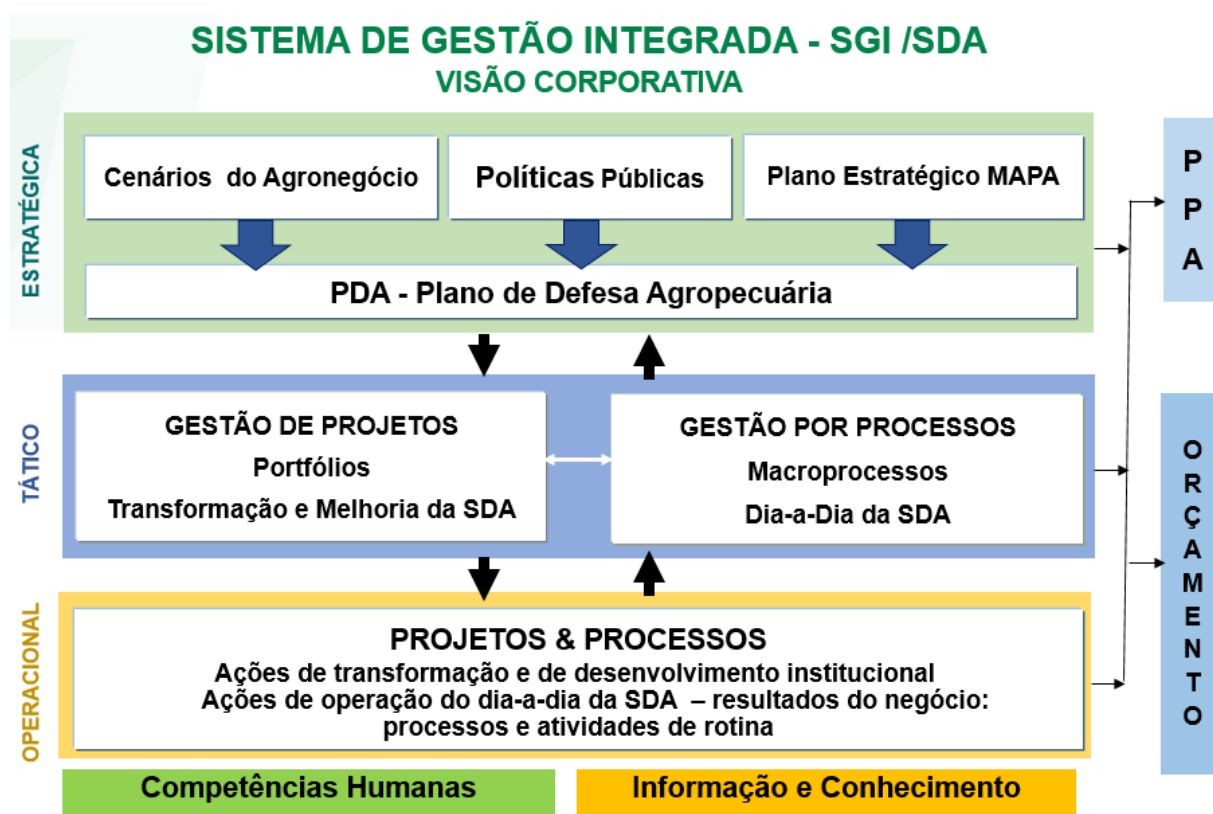 SISTEMA DE GESTÃO INTEGRADA - SGI /SDA
VISÃO CORPORATIVA
ESTRATÉGICA
Cenários do Agronegócio
Políticas Públicas
Plano Estratégico MAPA
PDA - Plano de Defesa Agropecuária
PPA
TÁTICO
GESTÃO DE PROJETOS
Portfólios
Transformação e Melhoria da SDA
GESTÃO POR PROCESSOS
Macroprocessos
Dia-a-Dia da SDA
ORÇAMENTO
OPERACIONAL
PROJETOS & PROCESSOS
Ações de transformação e de desenvolvimento institucional
Ações de operação do dia-a-dia da SDA – resultados do negócio:
processos e atividades de rotina
Competências Humanas
Informação e Conhecimento